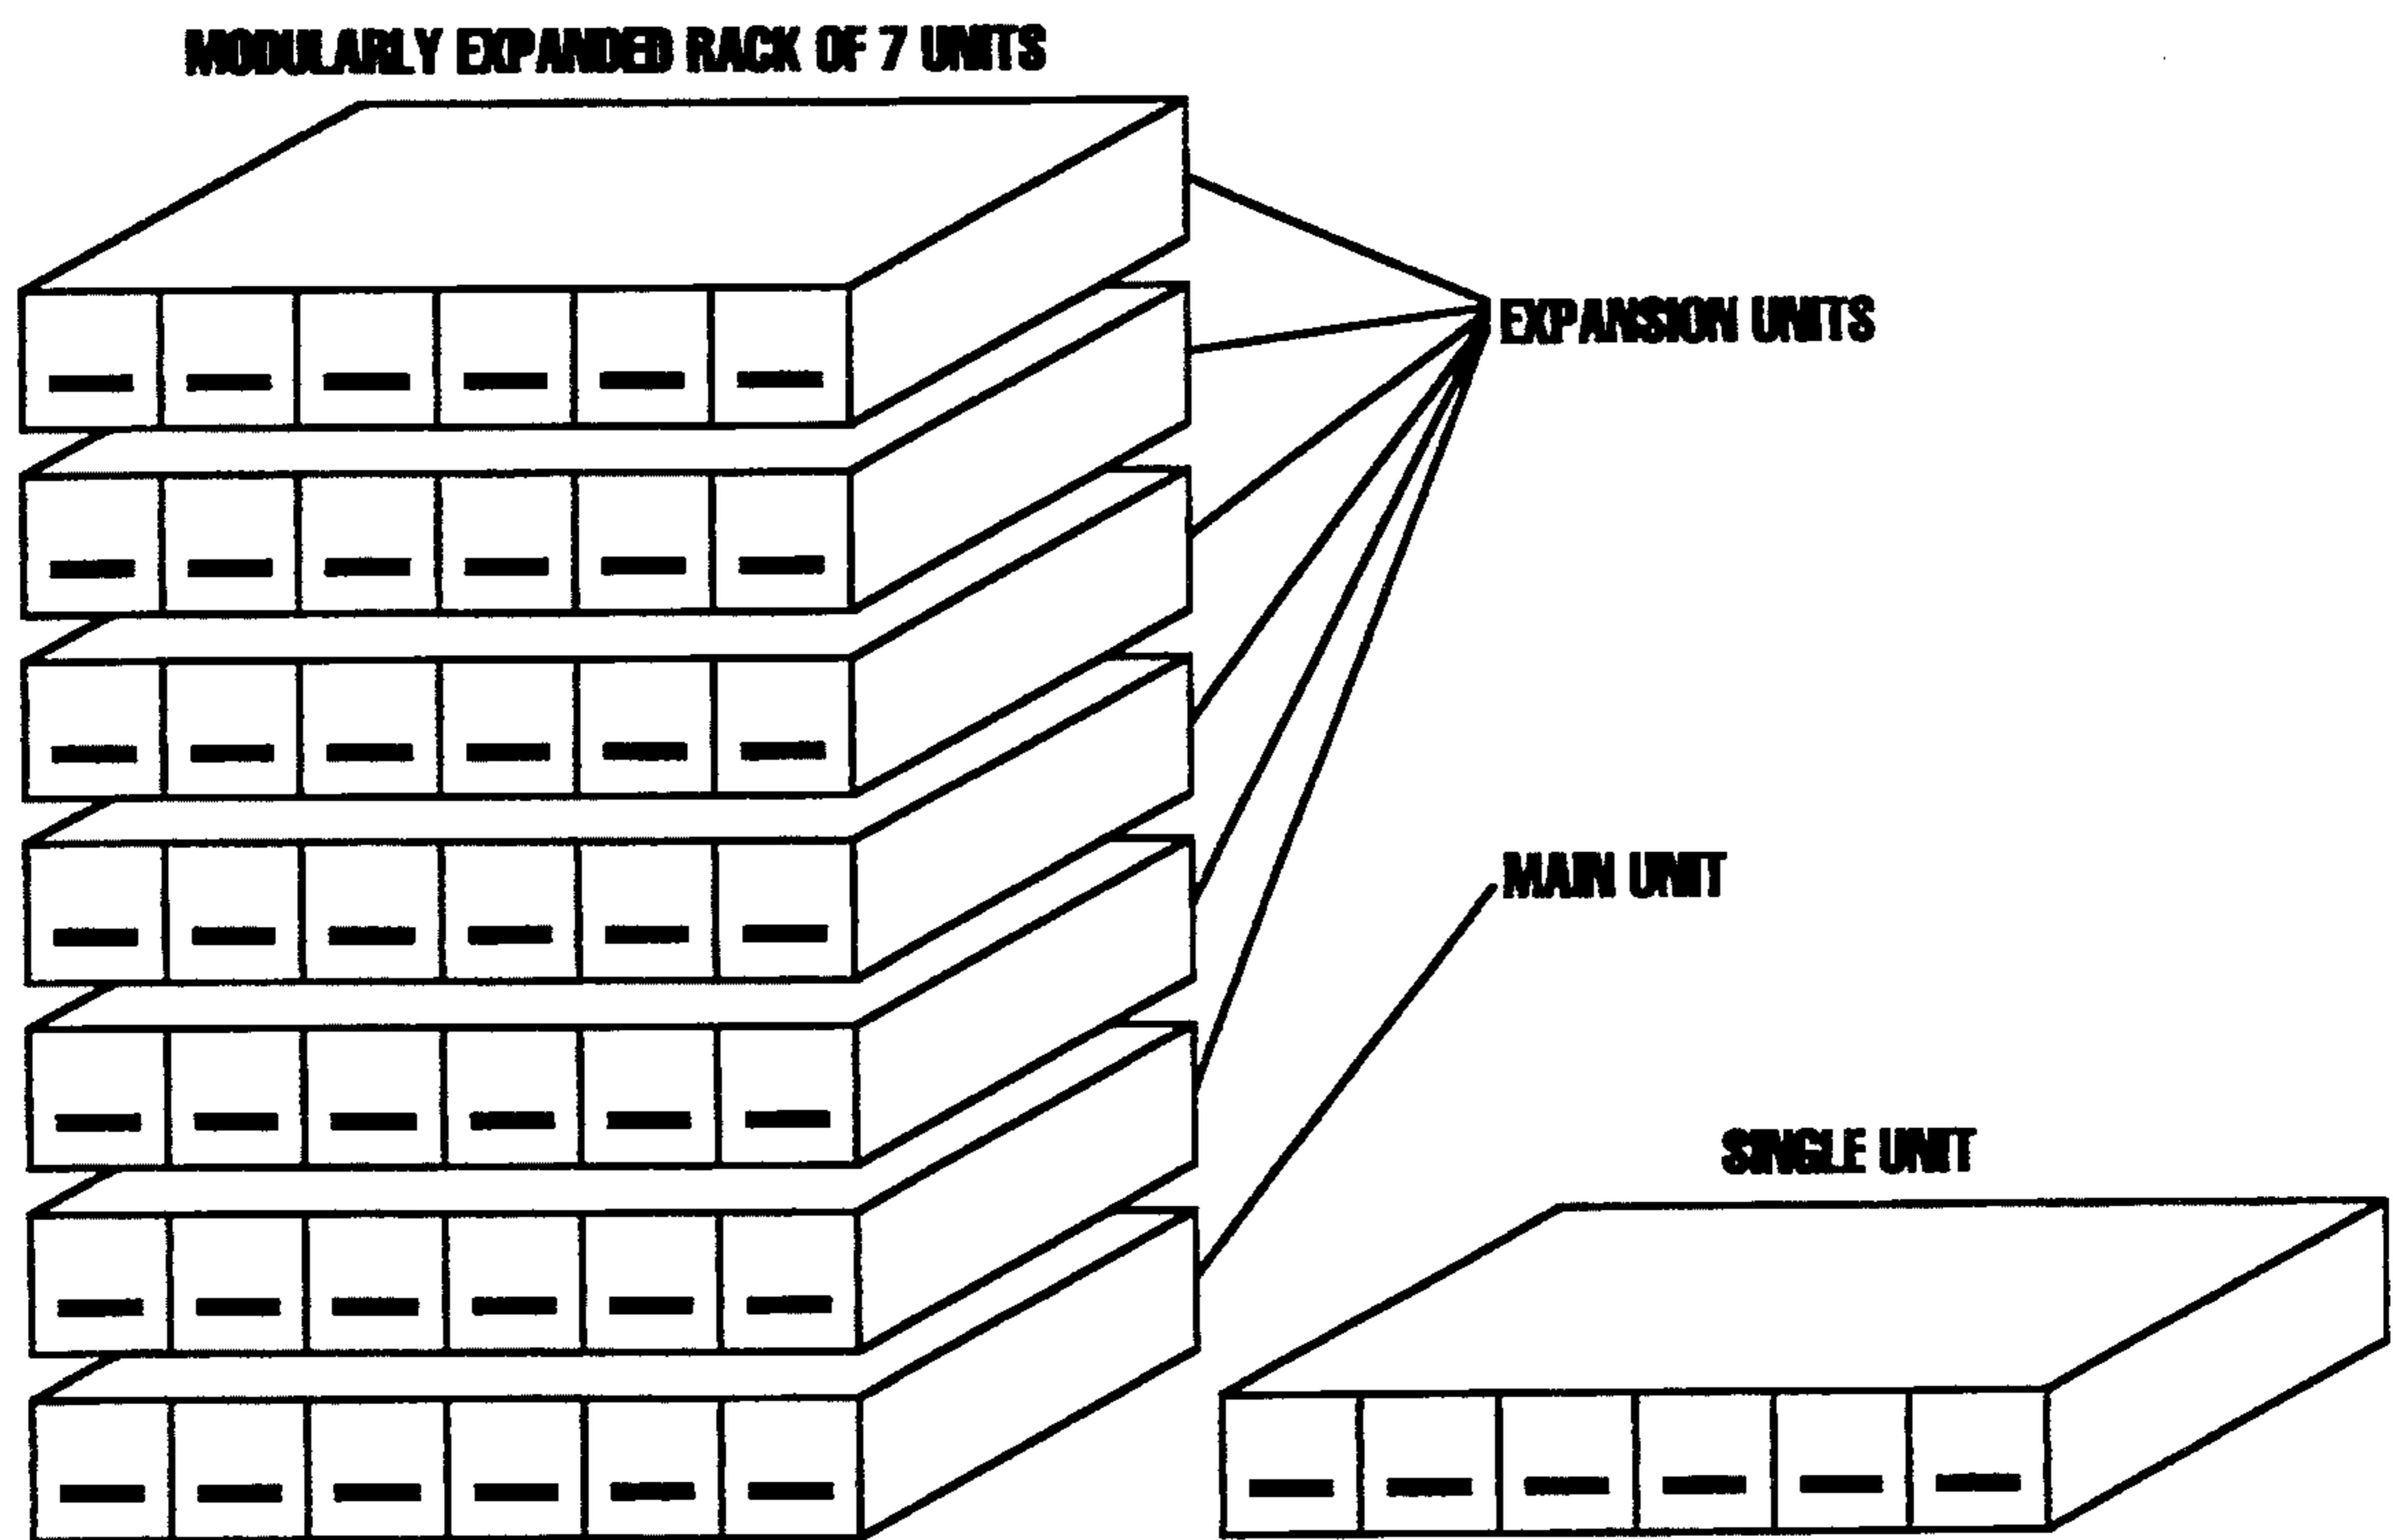 MODULARLY EXPANDED RACK OF 7 UNITS
EXPANSION UNITS
MAIN UNIT
SINGLE UNIT